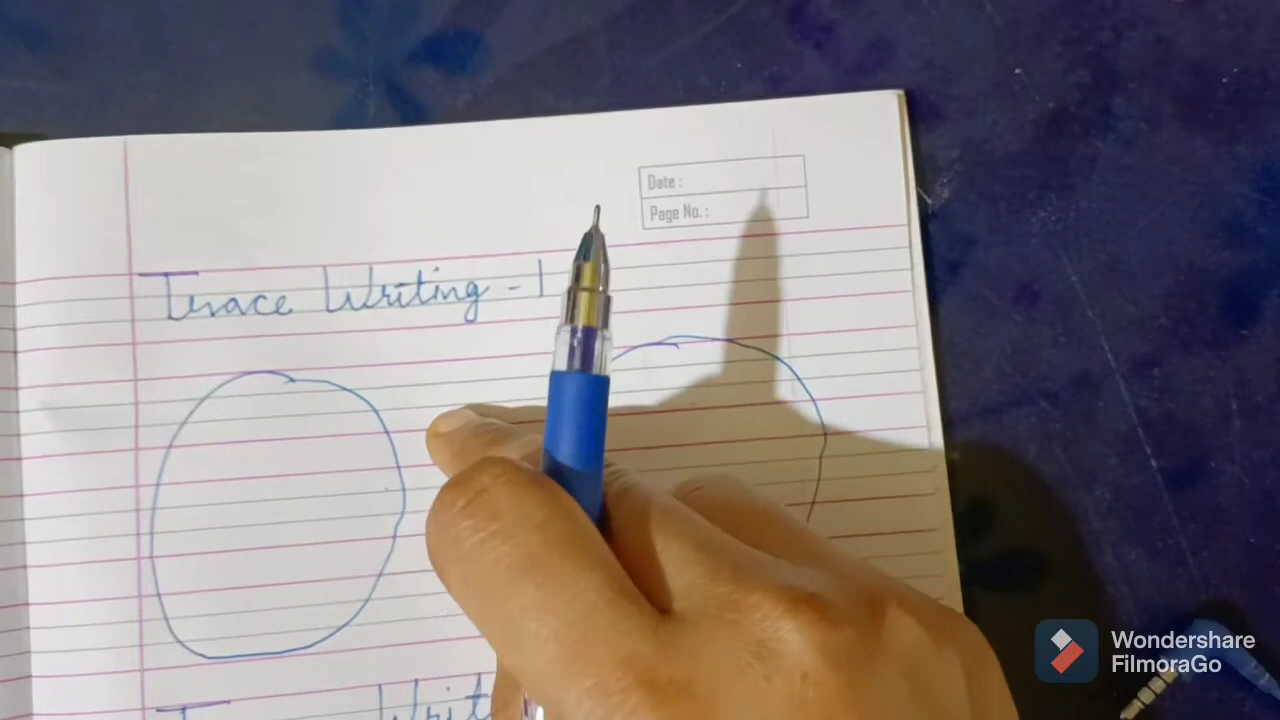 Date :
Page No. :
Trace Writing - 1
Wondershare
FilmoraGo